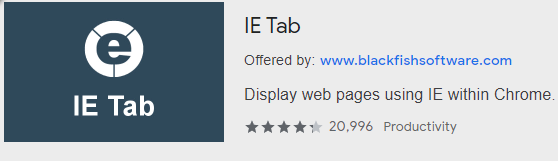 IE Tab
IE Tab
Offered by: www.blackfishsoftware.com
Display web pages using IE within Chrome.
20,996 Productivity